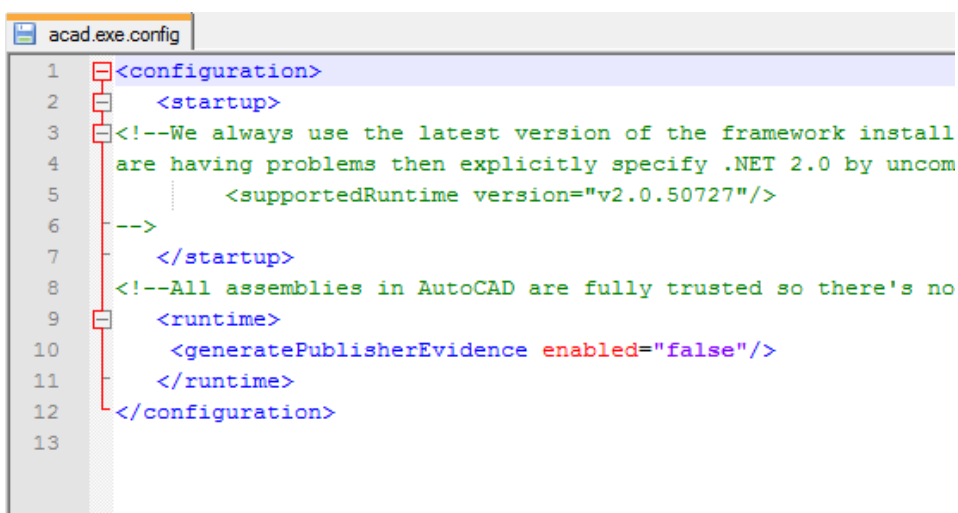 acad.exe.config
1 <configuration>
2 <startup>
3 <!--We always use the latest version of the framework install
4 are having problems then explicitly specify .NET 2.0 by uncom
5 <supportedRuntime version="v2.0.50727"/>
6 -->
7 </startup>
8 <!--All assemblies in AutoCAD are fully trusted so there's no
9 <runtime>
10 <generatePublisherEvidence enabled="false"/>
11 </runtime>
12 </configuration>
13